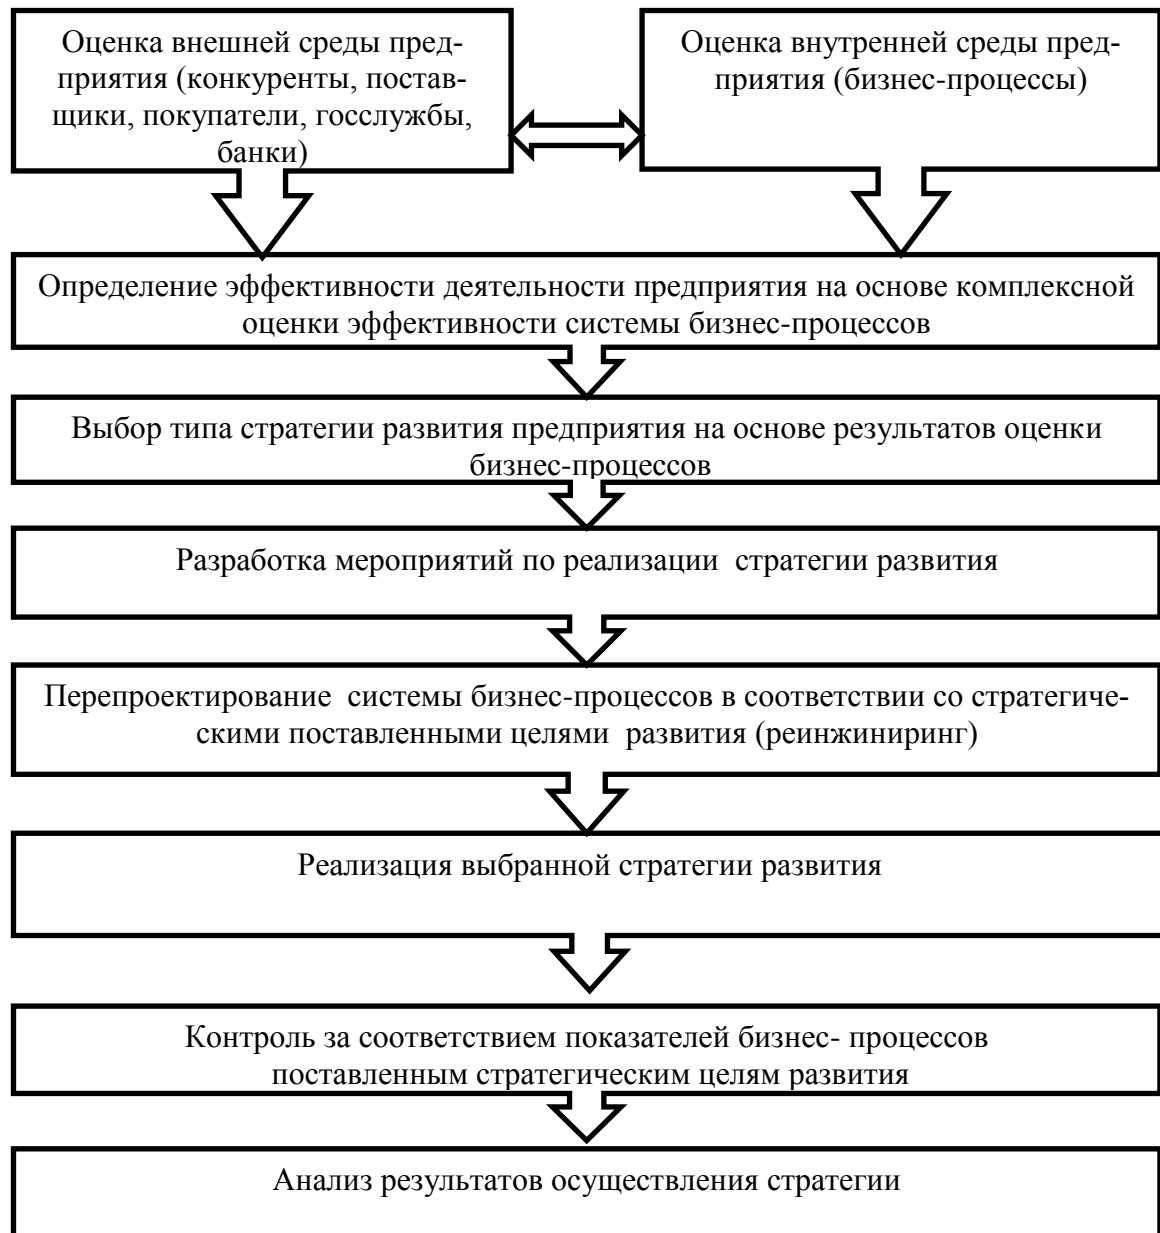 Оценка внешней среды пред-
приятия (конкуренты, постав-
щики, покупатели, госслужбы,
банки)
Оценка внутренней среды пред-
приятия (бизнес-процессы)
Определение эффективности деятельности предприятия на основе комплексной
оценки эффективности системы бизнес-процессов
Выбор типа стратегии развития предприятия на основе результатов оценки
бизнес-процессов
Разработка мероприятий по реализации  стратегии развития
Перепроектирование  системы бизнес-процессов в соответствии со стратегиче-
скими поставленными целями  развития (реинжиниринг)
Реализация выбранной стратегии развития
Контроль за соответствием показателей бизнес- процессов
поставленным стратегическим целям развития
Анализ результатов осуществления стратегии